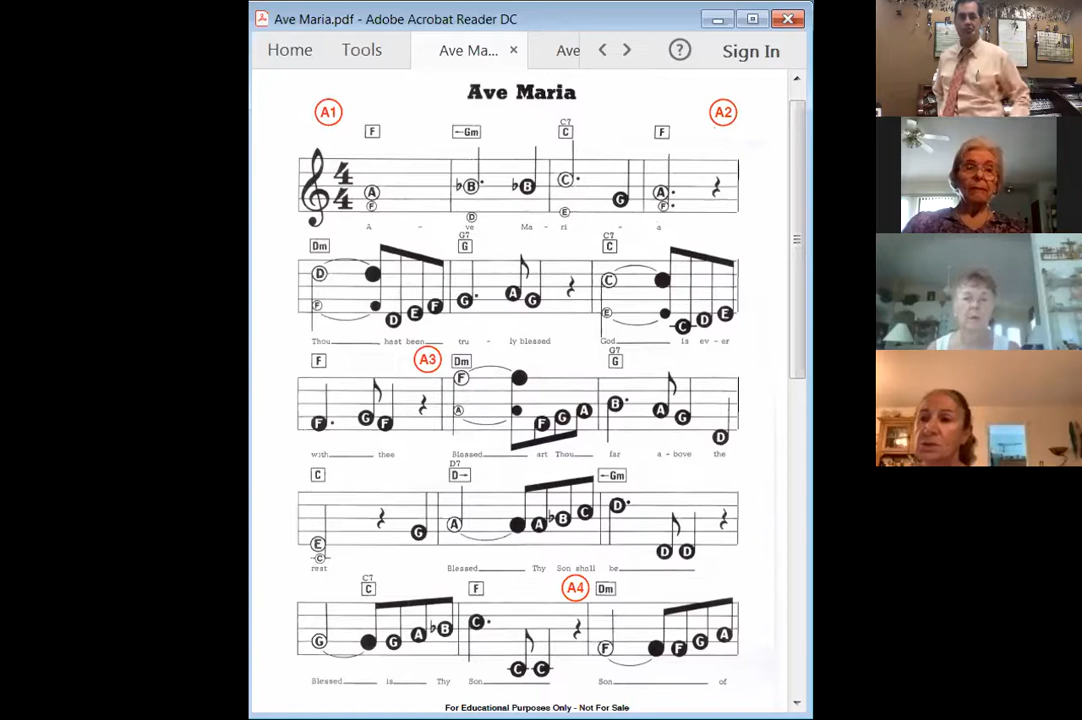 Ave Maria.pdf - Adobe Acrobat Reader DC
Home Tools Ave Ma... × Ave < > ? Sign In
Ave Maria
A1 A2
F ←Gm C7 C F
4 4 A F ♭B D ♭B C E G A F
A - ve Ma - ri - a
Dm G7 G C7 C
D F D E F G A G C E C D E
Thou hast been tru - ly blessed God is ev-er
F A3 Dm G7 G
F G F F A F G A B A G D
with thee Blessed art Thou far a-bove the
C D7 D→ ←Gm
E C G A A ♭B C D D D
rest Blessed Thy Son shall be
C7 C F A4 Dm
G G A ♭B C C C F F G A
Blessed is Thy Son Son of
For Educational Purposes Only - Not For Sale